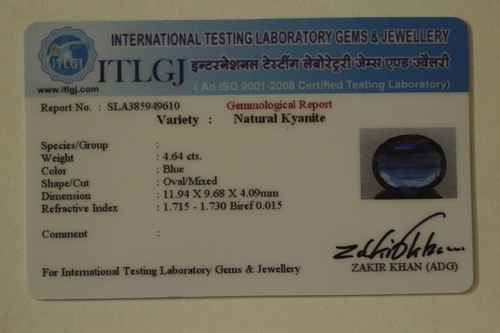 INTERNATIONAL TESTING LABORATORY GEMS & JEWELLERY
ITLGJ
ITLGJ इन्टरनेशनल टेस्टींग लेबोरेट्ररी जेम्स एण्ड ज्वैलरी
www.itlgj.com
(An ISO 9001-2008 Certified Testing Laboratory)
Report No. : SLA385949610 Gemmological Report
Variety : Natural Kyanite
Species/Group :
Weight : 4.64 cts.
Color : Blue
Shape/Cut : Oval/Mixed
Dimension : 11.94 X 9.68 X 4.09mm
Refractive Index : 1.715 - 1.730 Biref 0.015
Comment :
For International Testing Laboratory Gems & Jewellery
ZAKIR KHAN (ADG)